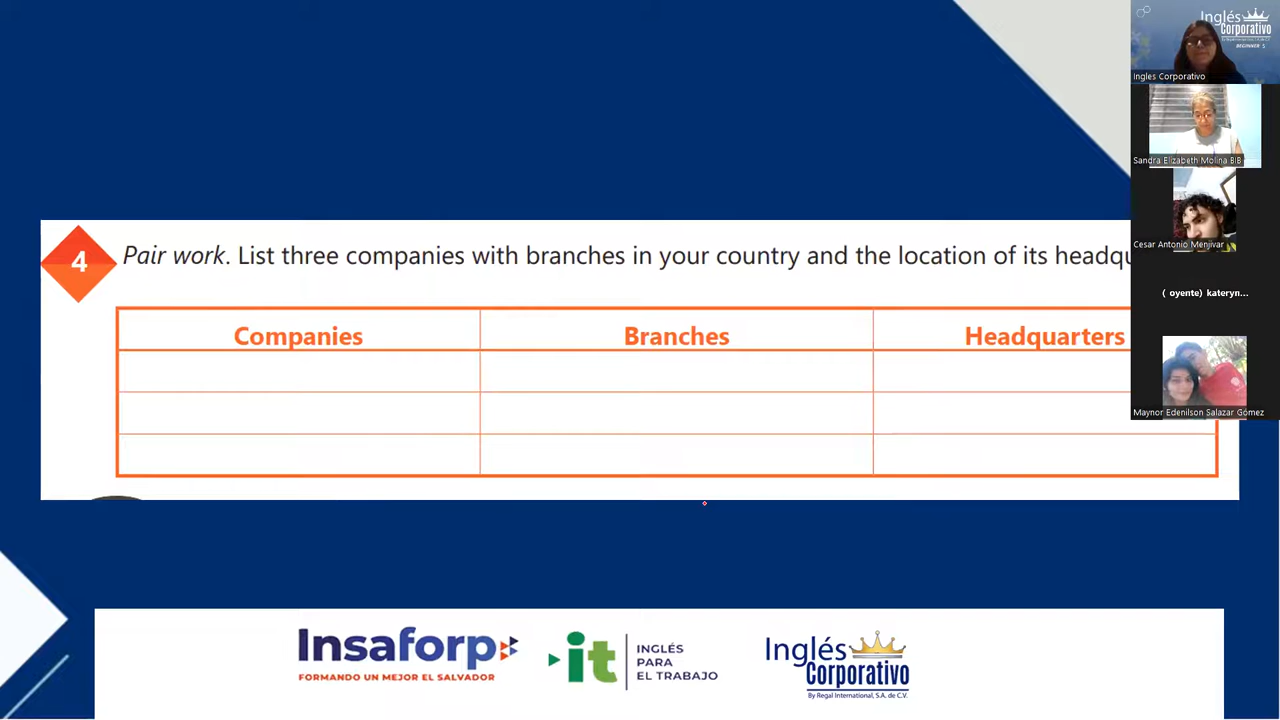 4
Pair work. List three companies with branches in your country and the location of its headqu
Companies Branches Headquarters
Inglés
Corporativo
BEGINNER 5
Ingles Corporativo
Sandra Elizabeth Molina BIB
Cesar Antonio Menjivar
( oyente) kateryn...
Maynor Edenilson Salazar Gómez
Insaforp
FORMANDO UN MEJOR EL SALVADOR
it
INGLÉS
PARA
EL TRABAJO
Inglés
Corporativo
By Regal International, S.A. de C.V.